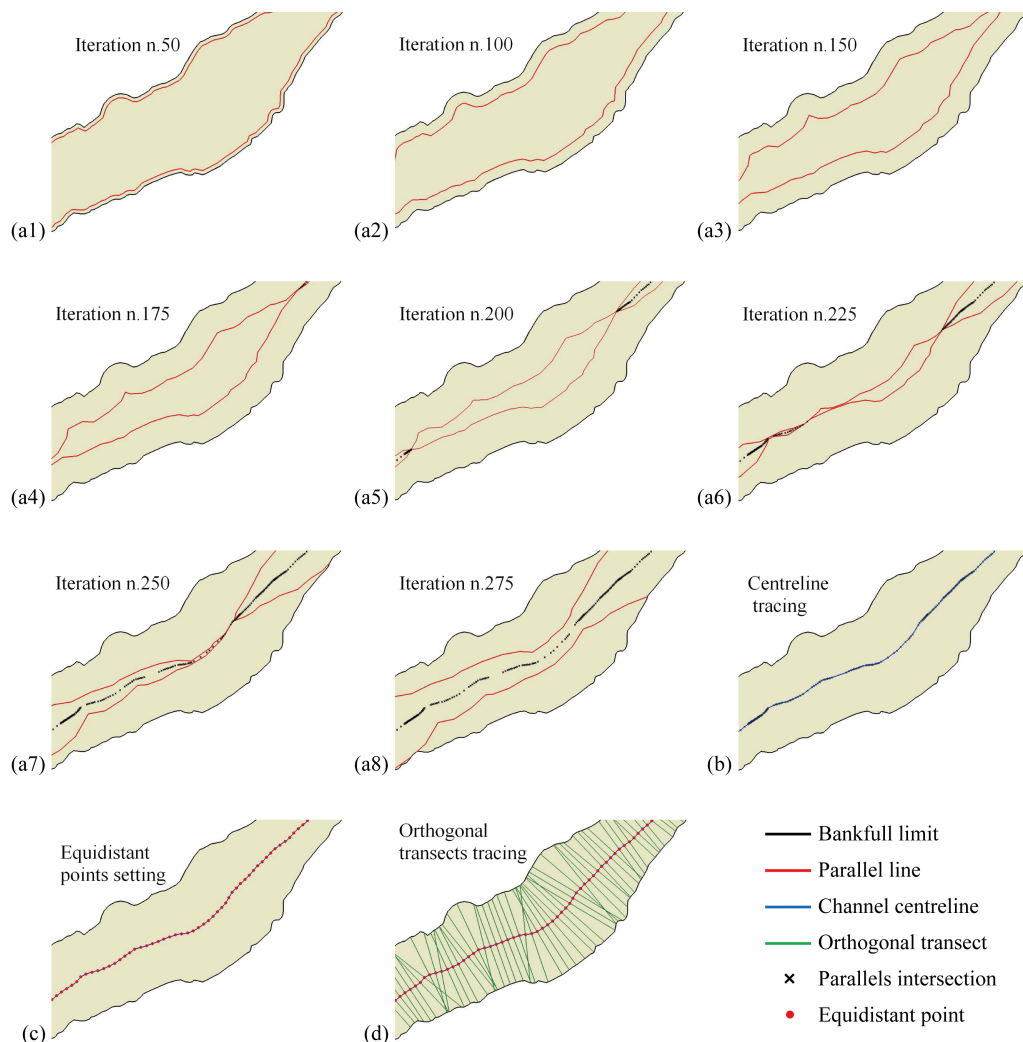 Iteration n.50
(a1)
Iteration n.100
(a2)
Iteration n.150
(a3)
Iteration n.175
(a4)
Iteration n.200
(a5)
Iteration n.225
(a6)
Iteration n.250
(a7)
Iteration n.275
(a8)
Centreline
tracing
(b)
Equidistant
points setting
(c)
Orthogonal
transects tracing
(d)
Bankfull limit
Parallel line
Channel centreline
Orthogonal transect
Parallels intersection
Equidistant point